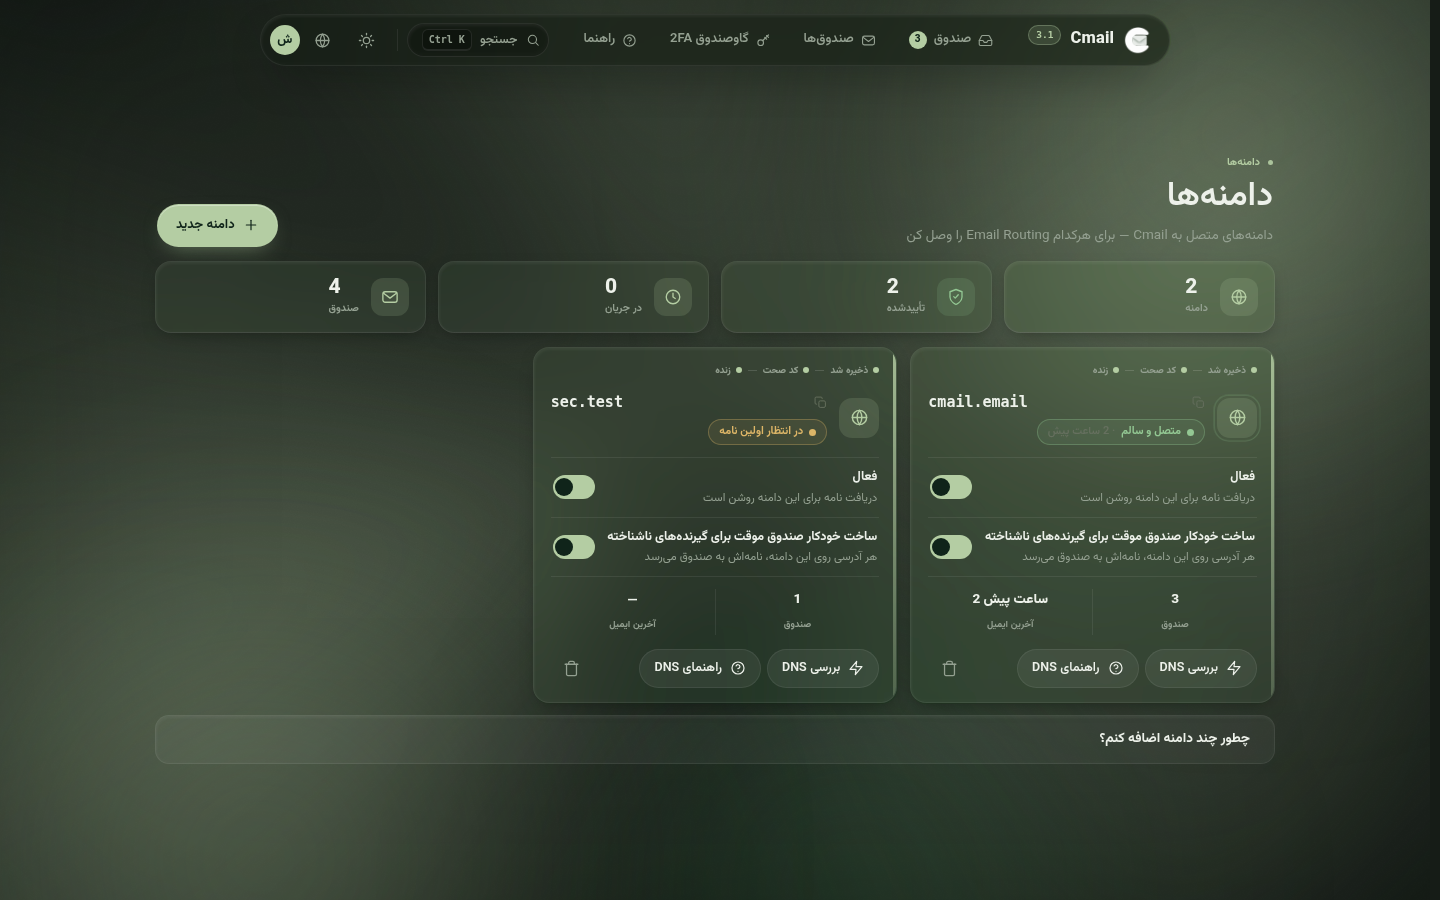 Cmail 3.1 صندوق 3 صندوق‌ها گاوصندوق 2FA راهنما جستجو Ctrl K ش
دامنه‌ها
دامنه‌ها
دامنه‌های متصل به Cmail — برای هرکدام Email Routing را وصل کن
دامنه جدید
2
دامنه
2
تأییدشده
0
در جریان
4
صندوق
ذخیره شد — کد صحت — زنده
cmail.email
متصل و سالم · 2 ساعت پیش
فعال
دریافت نامه برای این دامنه روشن است
ساخت خودکار صندوق موقت برای گیرنده‌های ناشناخته
هر آدرسی روی این دامنه، نامه‌اش به صندوق می‌رسد
3
صندوق
2 ساعت پیش
آخرین ایمیل
بررسی DNS
راهنمای DNS
ذخیره شد — کد صحت — زنده
sec.test
در انتظار اولین نامه
فعال
دریافت نامه برای این دامنه روشن است
ساخت خودکار صندوق موقت برای گیرنده‌های ناشناخته
هر آدرسی روی این دامنه، نامه‌اش به صندوق می‌رسد
1
صندوق
—
آخرین ایمیل
بررسی DNS
راهنمای DNS
چطور چند دامنه اضافه کنم؟